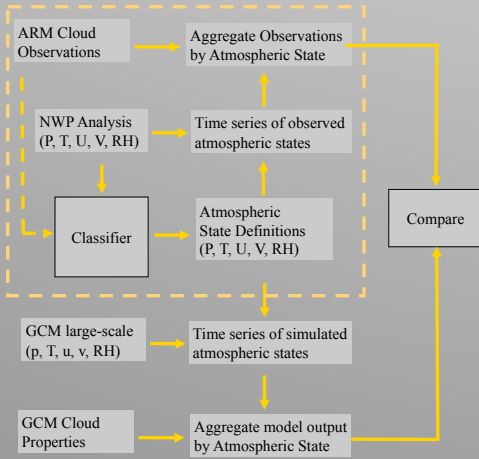 ARM Cloud
Observations
Aggregate Observations
by Atmospheric State
NWP Analysis
(P, T, U, V, RH)
Time series of observed
atmospheric states
Classifier
Atmospheric
State Definitions
(P, T, U, V, RH)
Compare
GCM large-scale
(p, T, u, v, RH)
Time series of simulated
atmospheric states
GCM Cloud
Properties
Aggregate model output
by Atmospheric State